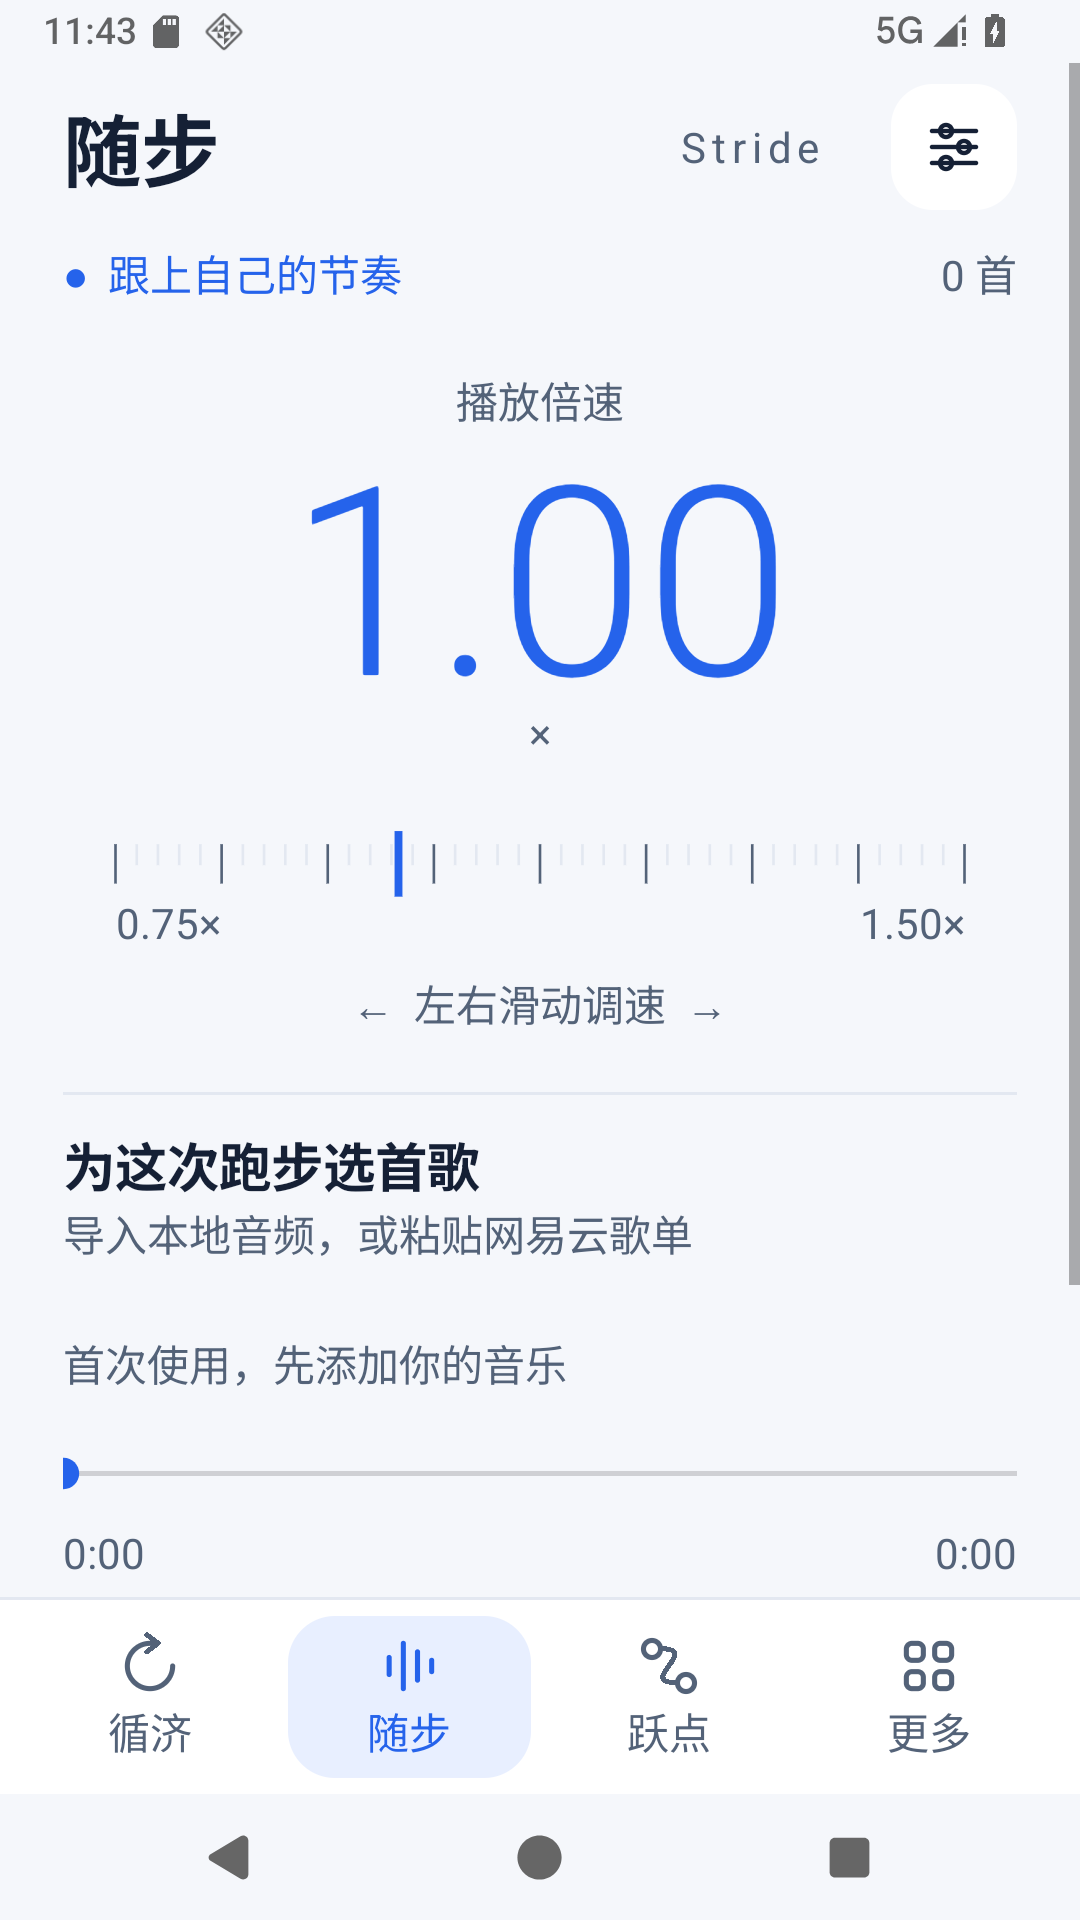 11:43
5G
随步
Stride
跟上自己的节奏
0 首
播放倍速
1.00
×
0.75×
1.50×
← 左右滑动调速 →
为这次跑步选首歌
导入本地音频，或粘贴网易云歌单
首次使用，先添加你的音乐
0:00
0:00
循济
随步
跃点
更多